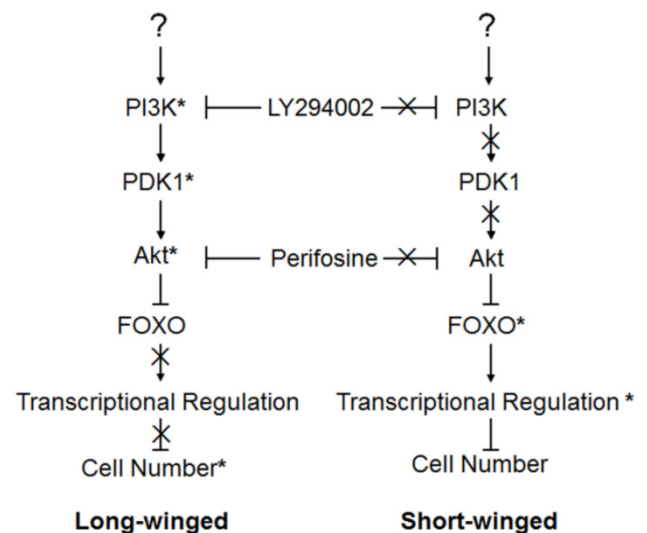 ? ?
PI3K* LY294002 PI3K
PDK1* PDK1
Akt* Perifosine Akt
FOXO FOXO*
Transcriptional Regulation Transcriptional Regulation *
Cell Number* Cell Number
Long-winged Short-winged